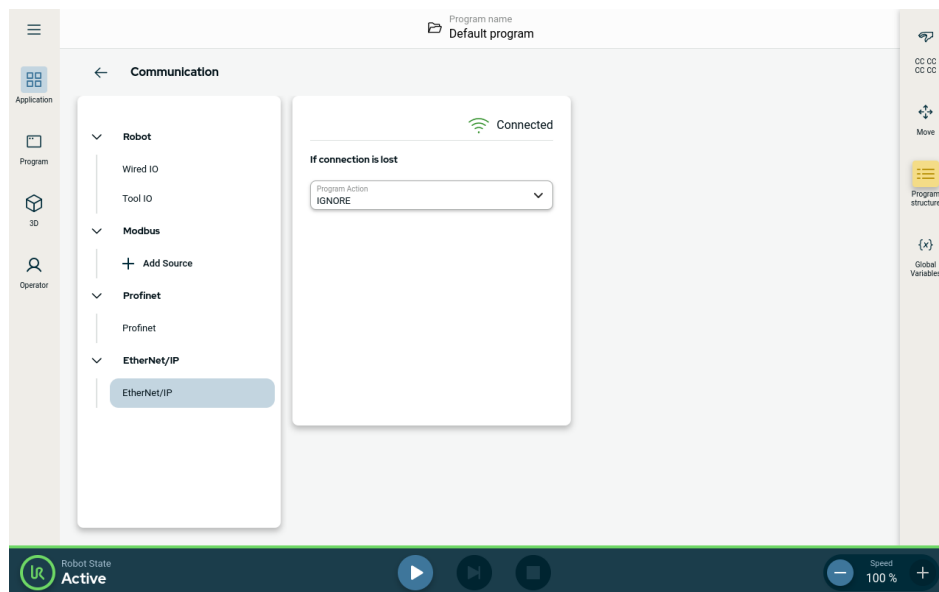 Program name
Default program
Application
Program
3D
Operator
Communication
Robot
Wired IO
Tool IO
Modbus
Add Source
Profinet
Profinet
EtherNet/IP
EtherNet/IP
Connected
If connection is lost
Program Action
IGNORE
CC CC
CC CC
Move
Program
structure
{x}
Global
Variables
UR
Robot State
Active
Speed
100 %